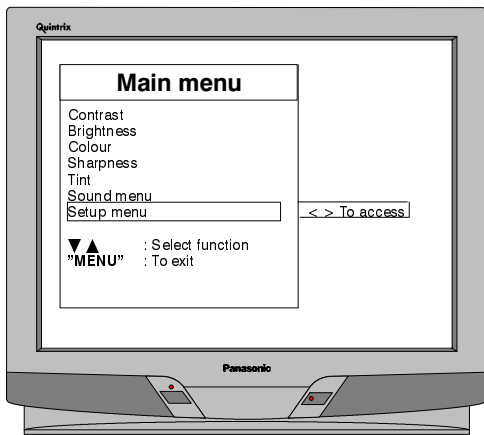 Quintrix
Main menu
Contrast
Brightness
Colour
Sharpness
Tint
Sound menu
Setup menu < > To access
▼ ▲ : Select function
"MENU" : To exit
Panasonic